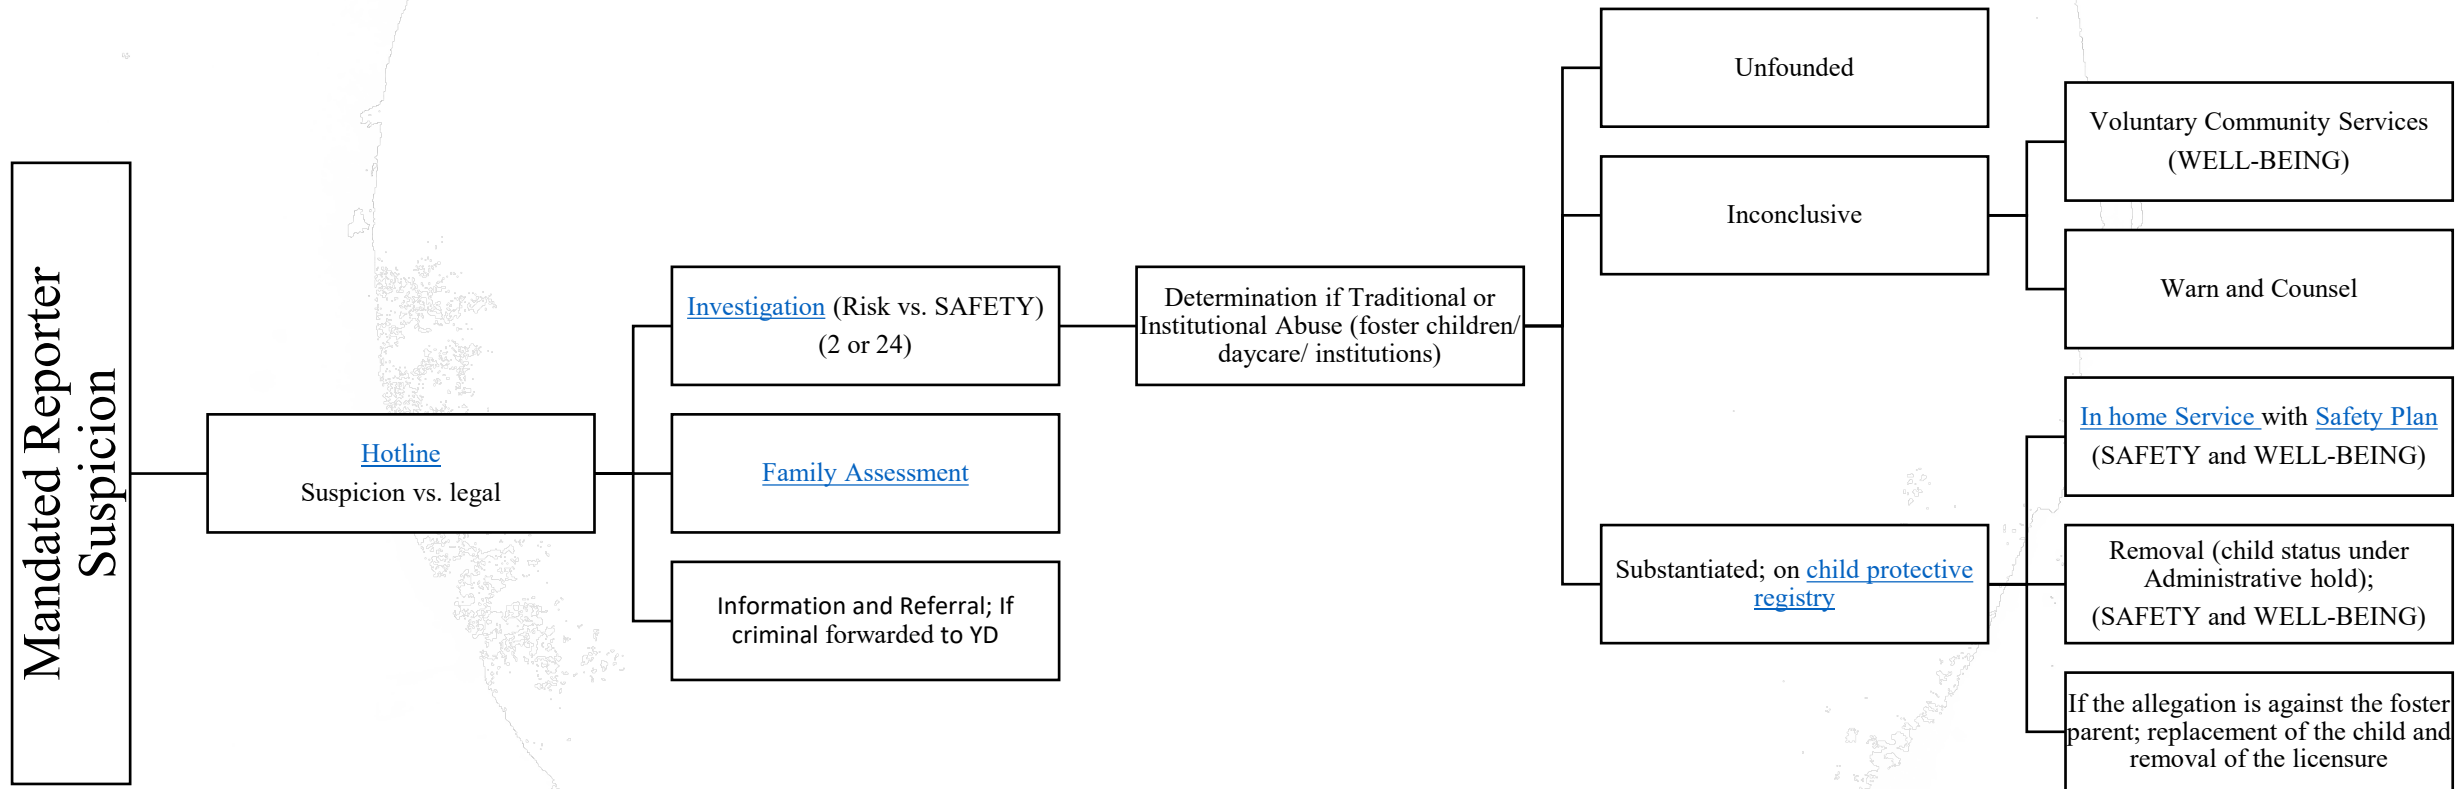 Mandated Reporter
Suspicion
Hotline
Suspicion vs. legal
Investigation (Risk vs. SAFETY)
(2 or 24)
Family Assessment
Information and Referral; If
criminal forwarded to YD
Determination if Traditional or
Institutional Abuse (foster children/
daycare/ institutions)
Unfounded
Inconclusive
Substantiated; on child protective
registry
Voluntary Community Services
(WELL-BEING)
Warn and Counsel
In home Service with Safety Plan
(SAFETY and WELL-BEING)
Removal (child status under
Administrative hold);
(SAFETY and WELL-BEING)
If the allegation is against the foster
parent; replacement of the child and
removal of the licensure